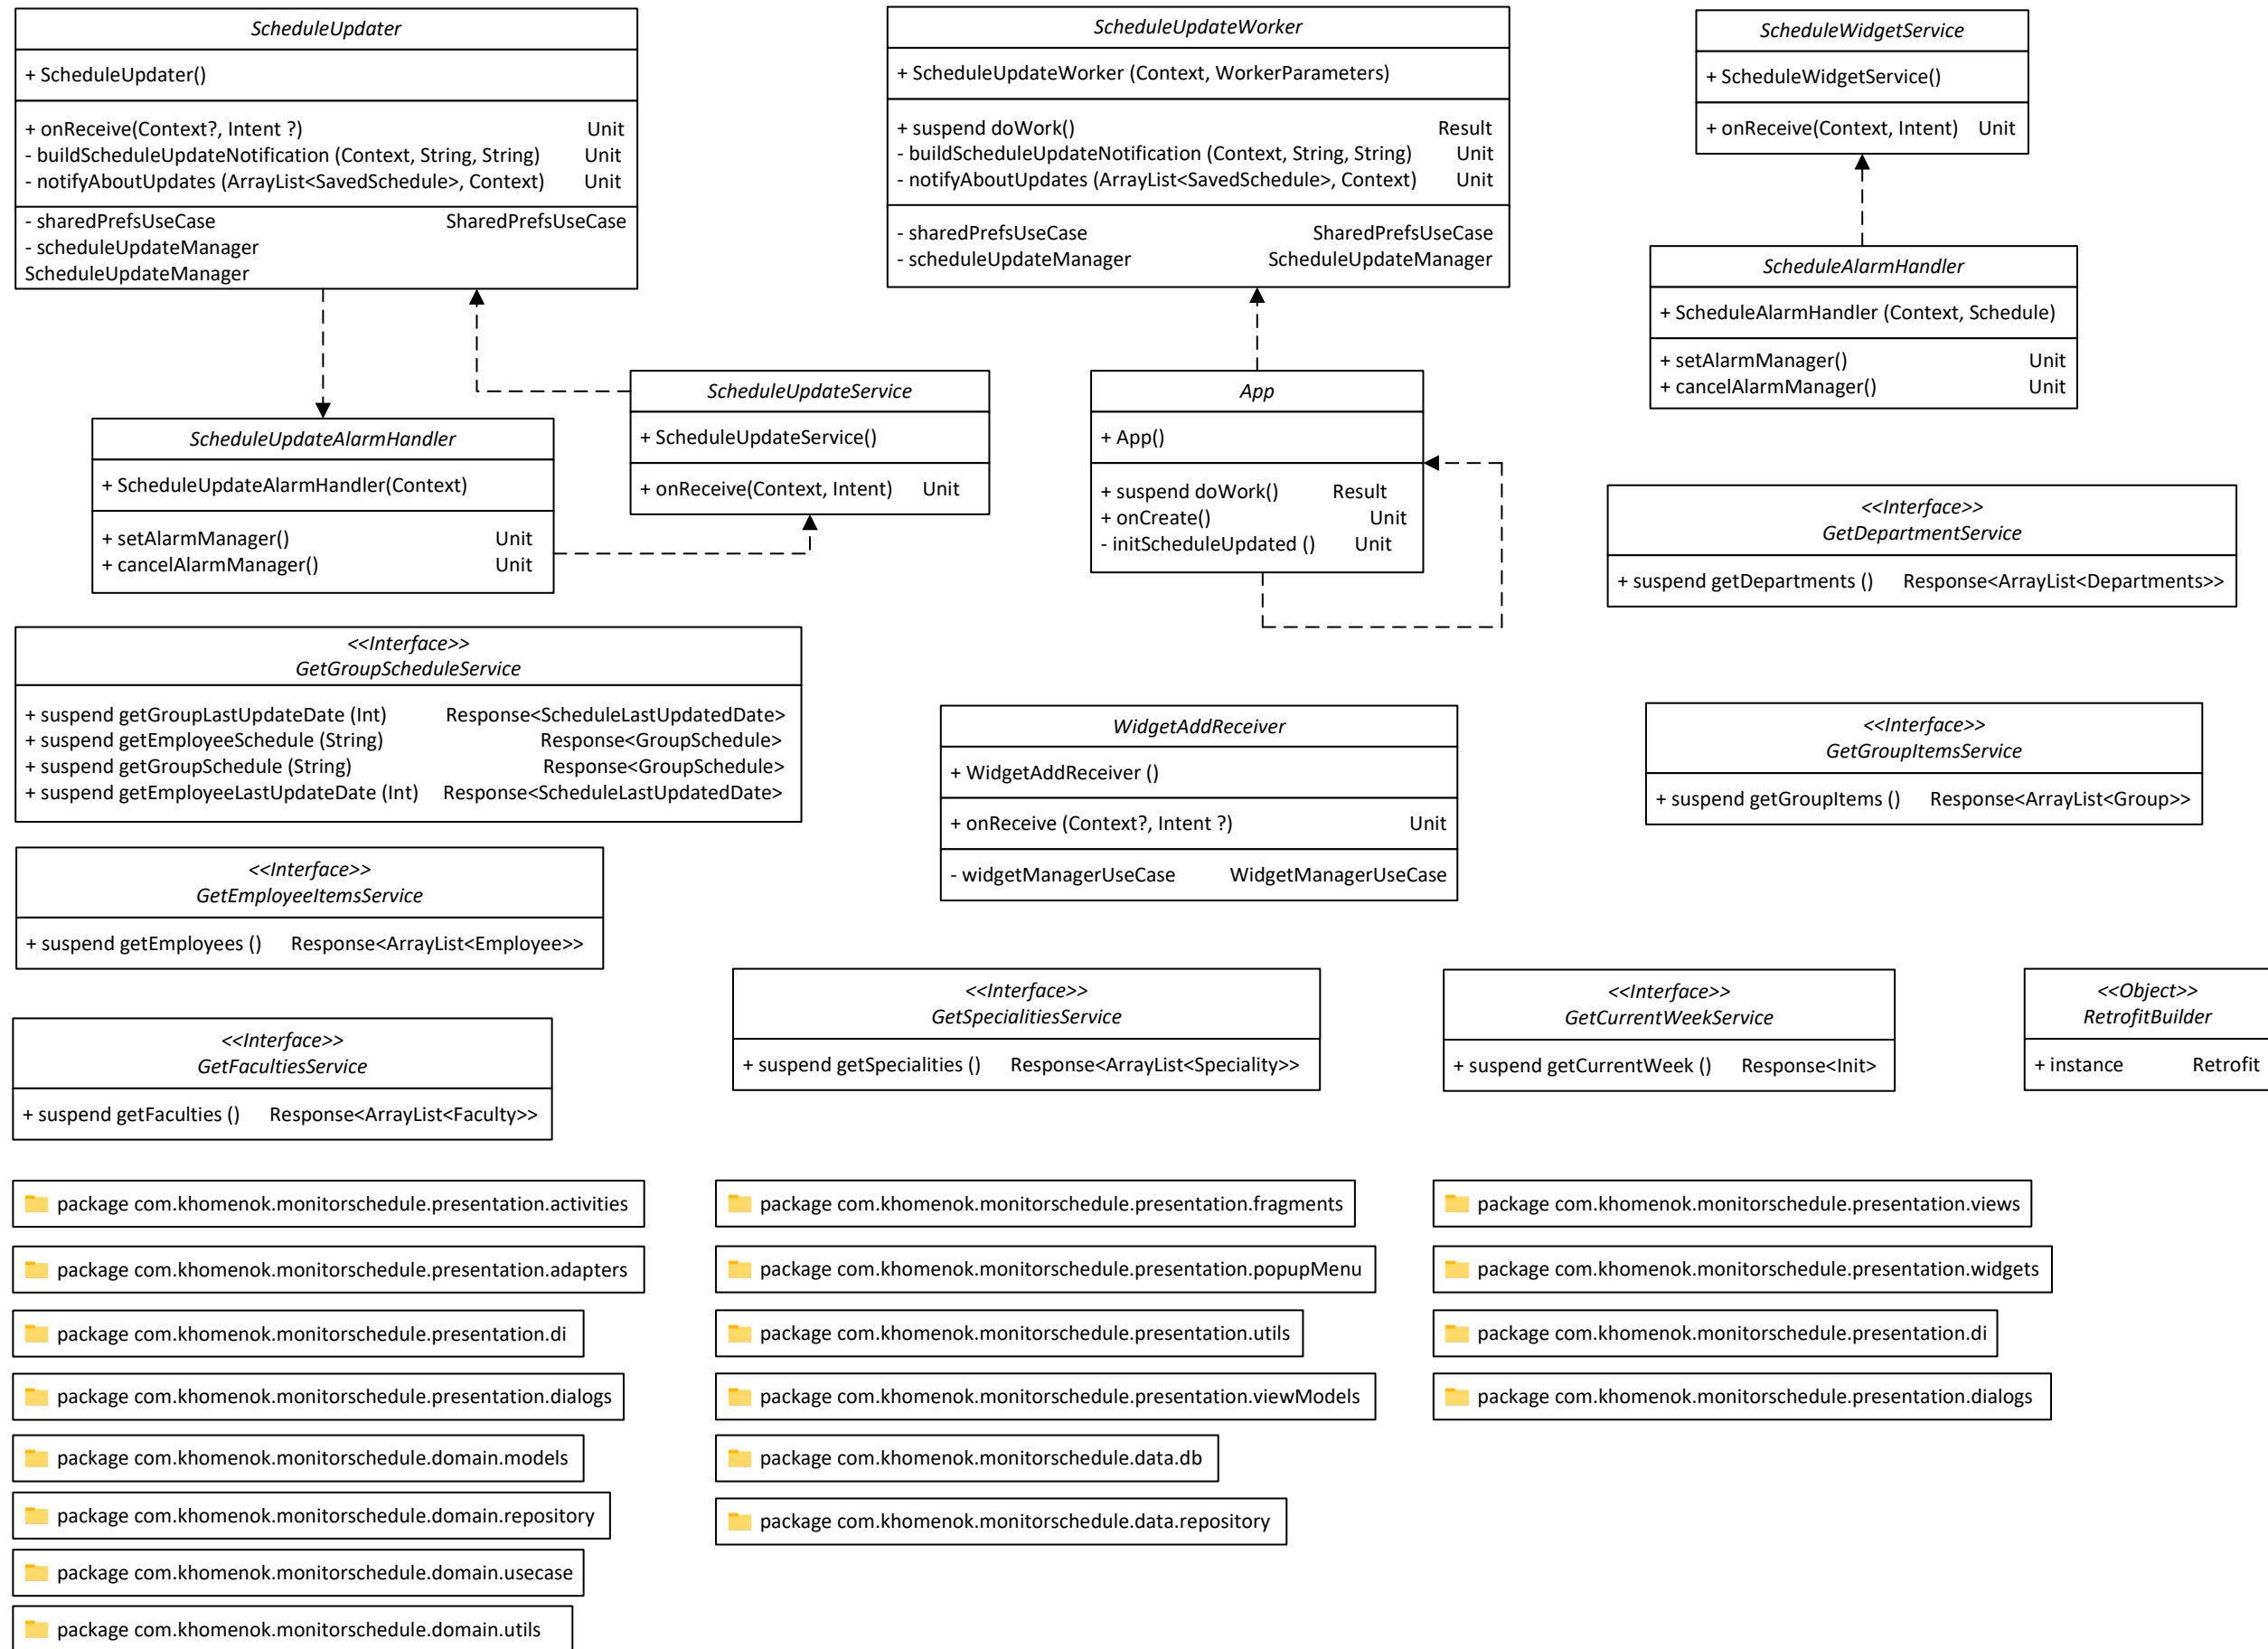 ScheduleUpdater
+ ScheduleUpdater()
+ onReceive(Context?, Intent ?) Unit
- buildScheduleUpdateNotification (Context, String, String) Unit
- notifyAboutUpdates (ArrayList<SavedSchedule>, Context) Unit
- sharedPrefsUseCase SharedPrefsUseCase
- scheduleUpdateManager
ScheduleUpdateManager
ScheduleUpdateWorker
+ ScheduleUpdateWorker (Context, WorkerParameters)
+ suspend doWork() Result
- buildScheduleUpdateNotification (Context, String, String) Unit
- notifyAboutUpdates (ArrayList<SavedSchedule>, Context) Unit
- sharedPrefsUseCase SharedPrefsUseCase
- scheduleUpdateManager ScheduleUpdateManager
ScheduleWidgetService
+ ScheduleWidgetService()
+ onReceive(Context, Intent) Unit
ScheduleAlarmHandler
+ ScheduleAlarmHandler (Context, Schedule)
+ setAlarmManager() Unit
+ cancelAlarmManager() Unit
ScheduleUpdateService
+ ScheduleUpdateService()
+ onReceive(Context, Intent) Unit
App
+ App()
+ suspend doWork() Result
+ onCreate() Unit
- initScheduleUpdated () Unit
ScheduleUpdateAlarmHandler
+ ScheduleUpdateAlarmHandler(Context)
+ setAlarmManager() Unit
+ cancelAlarmManager() Unit
<<Interface>>
GetDepartmentService
+ suspend getDepartments () Response<ArrayList<Departments>>
<<Interface>>
GetGroupScheduleService
+ suspend getGroupLastUpdateDate (Int) Response<ScheduleLastUpdatedDate>
+ suspend getEmployeeSchedule (String) Response<GroupSchedule>
+ suspend getGroupSchedule (String) Response<GroupSchedule>
+ suspend getEmployeeLastUpdateDate (Int) Response<ScheduleLastUpdatedDate>
WidgetAddReceiver
+ WidgetAddReceiver ()
+ onReceive (Context?, Intent ?) Unit
- widgetManagerUseCase WidgetManagerUseCase
<<Interface>>
GetGroupItemsService
+ suspend getGroupItems () Response<ArrayList<Group>>
<<Interface>>
GetEmployeeItemsService
+ suspend getEmployees () Response<ArrayList<Employee>>
<<Interface>>
GetSpecialitiesService
+ suspend getSpecialities () Response<ArrayList<Speciality>>
<<Interface>>
GetCurrentWeekService
+ suspend getCurrentWeek () Response<Init>
<<Object>>
RetrofitBuilder
+ instance Retrofit
<<Interface>>
GetFacultiesService
+ suspend getFaculties () Response<ArrayList<Faculty>>
package com.khomenok.monitorschedule.presentation.activities
package com.khomenok.monitorschedule.presentation.fragments
package com.khomenok.monitorschedule.presentation.views
package com.khomenok.monitorschedule.presentation.adapters
package com.khomenok.monitorschedule.presentation.popupMenu
package com.khomenok.monitorschedule.presentation.widgets
package com.khomenok.monitorschedule.presentation.di
package com.khomenok.monitorschedule.presentation.utils
package com.khomenok.monitorschedule.presentation.di
package com.khomenok.monitorschedule.presentation.dialogs
package com.khomenok.monitorschedule.presentation.viewModels
package com.khomenok.monitorschedule.presentation.dialogs
package com.khomenok.monitorschedule.domain.models
package com.khomenok.monitorschedule.data.db
package com.khomenok.monitorschedule.domain.repository
package com.khomenok.monitorschedule.data.repository
package com.khomenok.monitorschedule.domain.usecase
package com.khomenok.monitorschedule.domain.utils